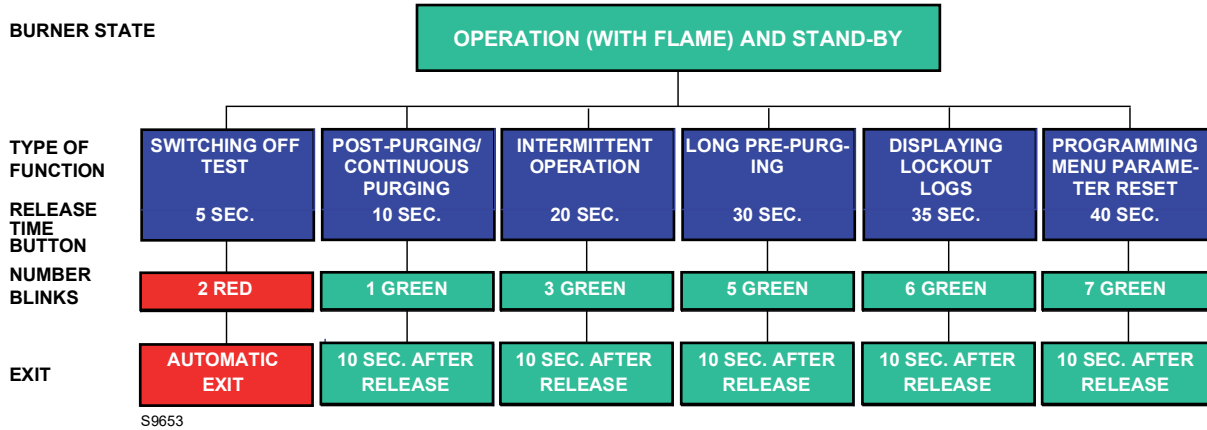 BURNER STATE
OPERATION (WITH FLAME) AND STAND-BY
TYPE OF
FUNCTION
SWITCHING OFF
TEST
POST-PURGING/
CONTINUOUS
PURGING
INTERMITTENT
OPERATION
LONG PRE-PURG-
ING
DISPLAYING
LOCKOUT
LOGS
PROGRAMMING
MENU PARAME-
TER RESET
RELEASE
TIME
BUTTON
5 SEC.
10 SEC.
20 SEC.
30 SEC.
35 SEC.
40 SEC.
NUMBER
BLINKS
2 RED
1 GREEN
3 GREEN
5 GREEN
6 GREEN
7 GREEN
EXIT
AUTOMATIC
EXIT
10 SEC. AFTER
RELEASE
10 SEC. AFTER
RELEASE
10 SEC. AFTER
RELEASE
10 SEC. AFTER
RELEASE
10 SEC. AFTER
RELEASE
S9653